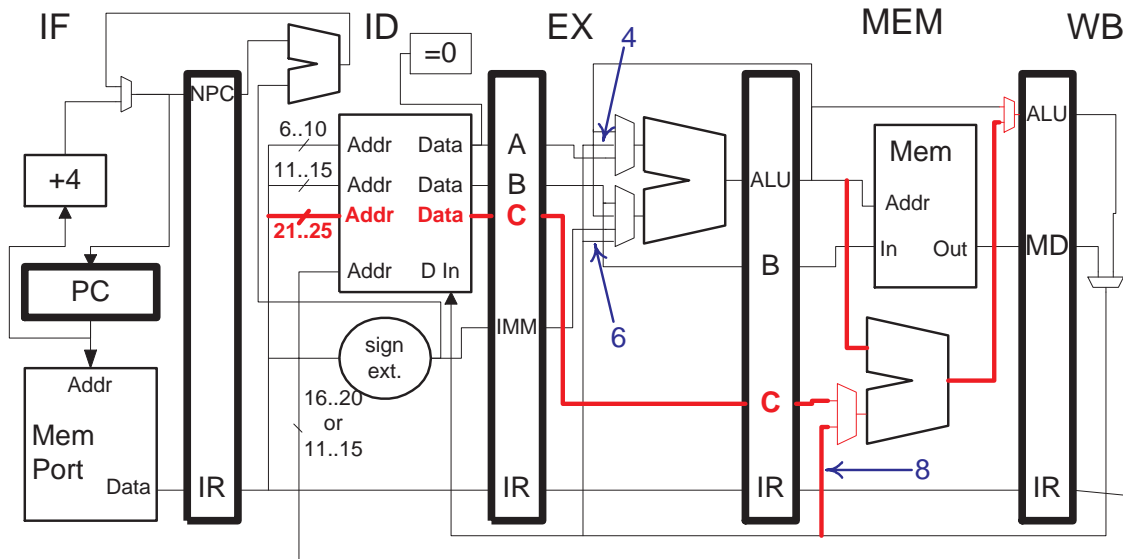 IF
ID
EX
MEM
WB
=0
4
NPC
+4
PC
Addr
Mem
Port
Data
IR
6..10
11..15
21..25
Addr
Data
Addr
Data
Addr
Data
Addr
D In
sign
ext.
16..20
or
11..15
A
B
C
IMM
IR
6
ALU
B
C
IR
Mem
Addr
In
Out
8
ALU
MD
IR